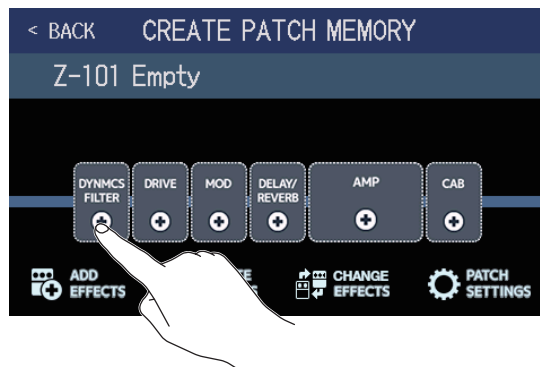 < BACK CREATE PATCH MEMORY
Z-101 Empty
DYNMCS
FILTER
DRIVE
MOD
DELAY/
REVERB
AMP
CAB
ADD
EFFECTS
CHANGE
EFFECTS
PATCH
SETTINGS